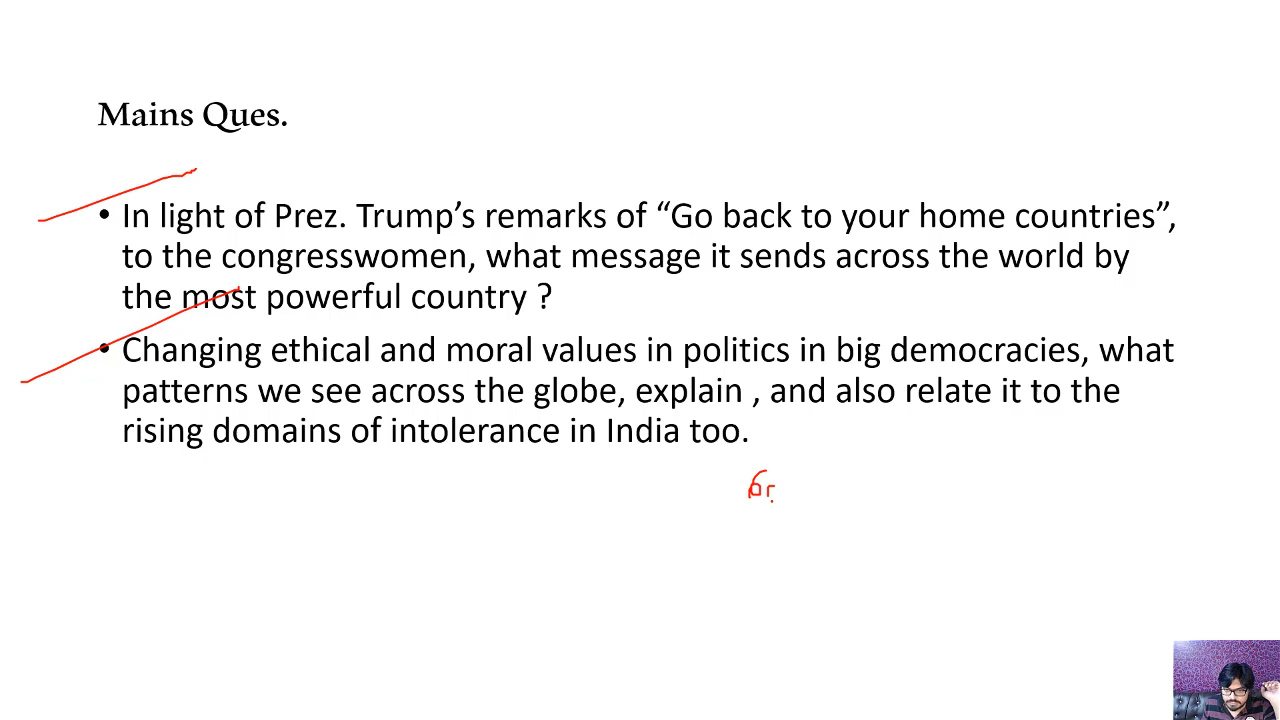 Mains Ques.
• In light of Prez. Trump’s remarks of “Go back to your home countries”,
to the congresswomen, what message it sends across the world by
the most powerful country ?
• Changing ethical and moral values in politics in big democracies, what
patterns we see across the globe, explain , and also relate it to the
rising domains of intolerance in India too.